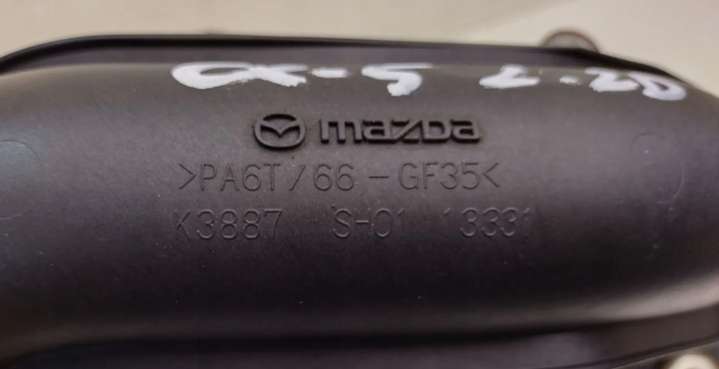 CX-5 2.2D
mazda
>PA6T/66-GF35<
K3887 SH01 13331